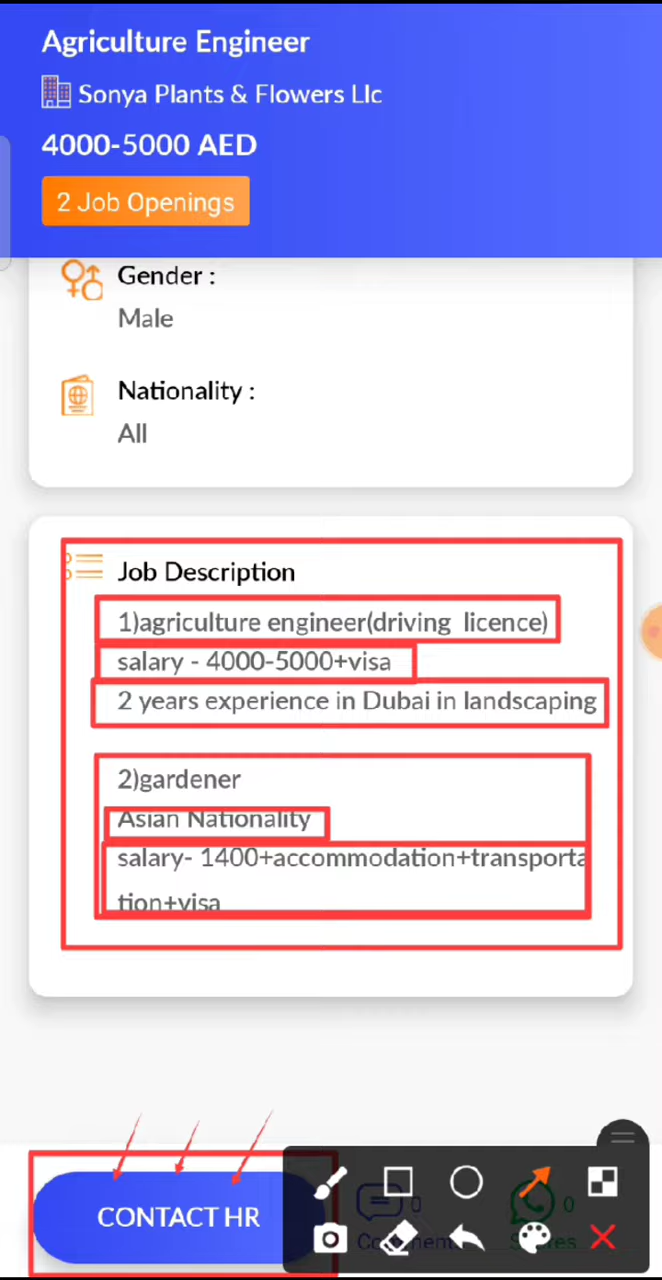 Agriculture Engineer
Sonya Plants & Flowers Llc
4000-5000 AED
2 Job Openings
Gender :
Male
Nationality :
All
Job Description
1)agriculture engineer(driving licence)
salary - 4000-5000+visa
2 years experience in Dubai in landscaping
2)gardener
Asian Nationality
salary- 1400+accommodation+transporta
tion+visa
CONTACT HR
0
0